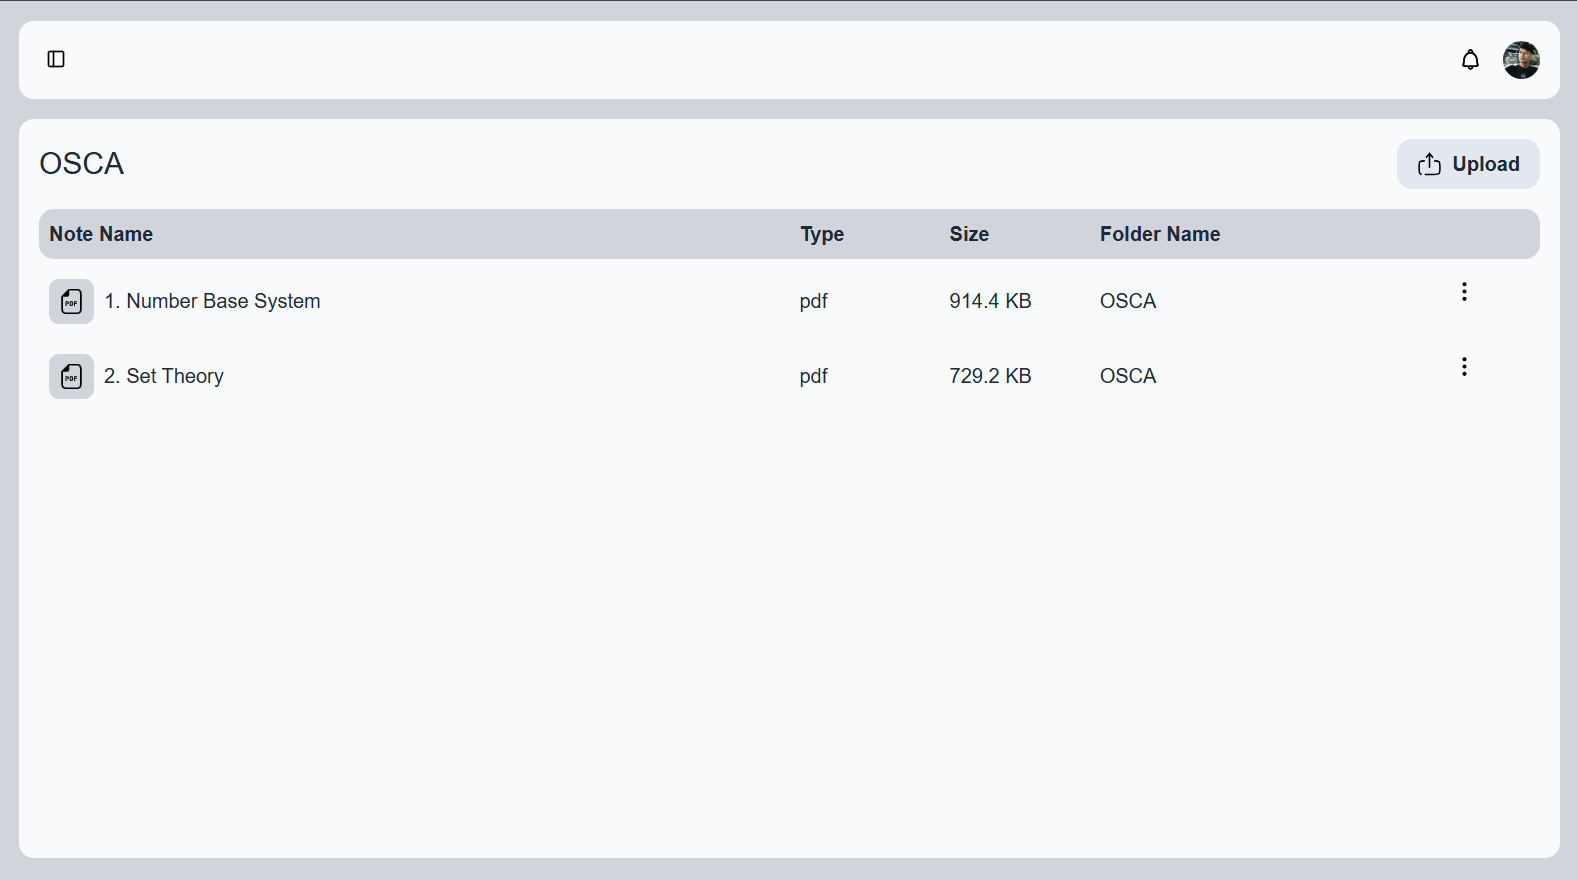 OSCA
Upload
Note Name Type Size Folder Name
PDF 1. Number Base System pdf 914.4 KB OSCA
PDF 2. Set Theory pdf 729.2 KB OSCA